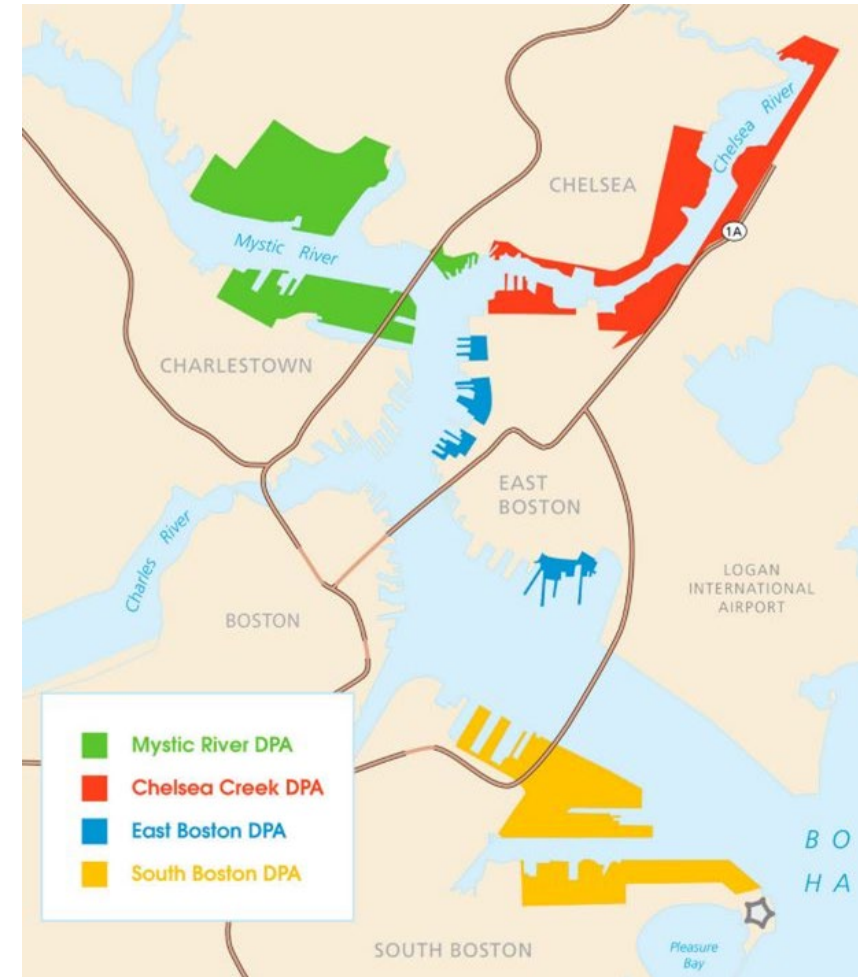 Chelsea River
CHELSEA
1A
Mystic River
CHARLESTOWN
EAST
BOSTON
Charles River
LOGAN
INTERNATIONAL
AIRPORT
BOSTON
Mystic River DPA
Chelsea Creek DPA
East Boston DPA
South Boston DPA
B O
H A
SOUTH BOSTON
Pleasure
Bay